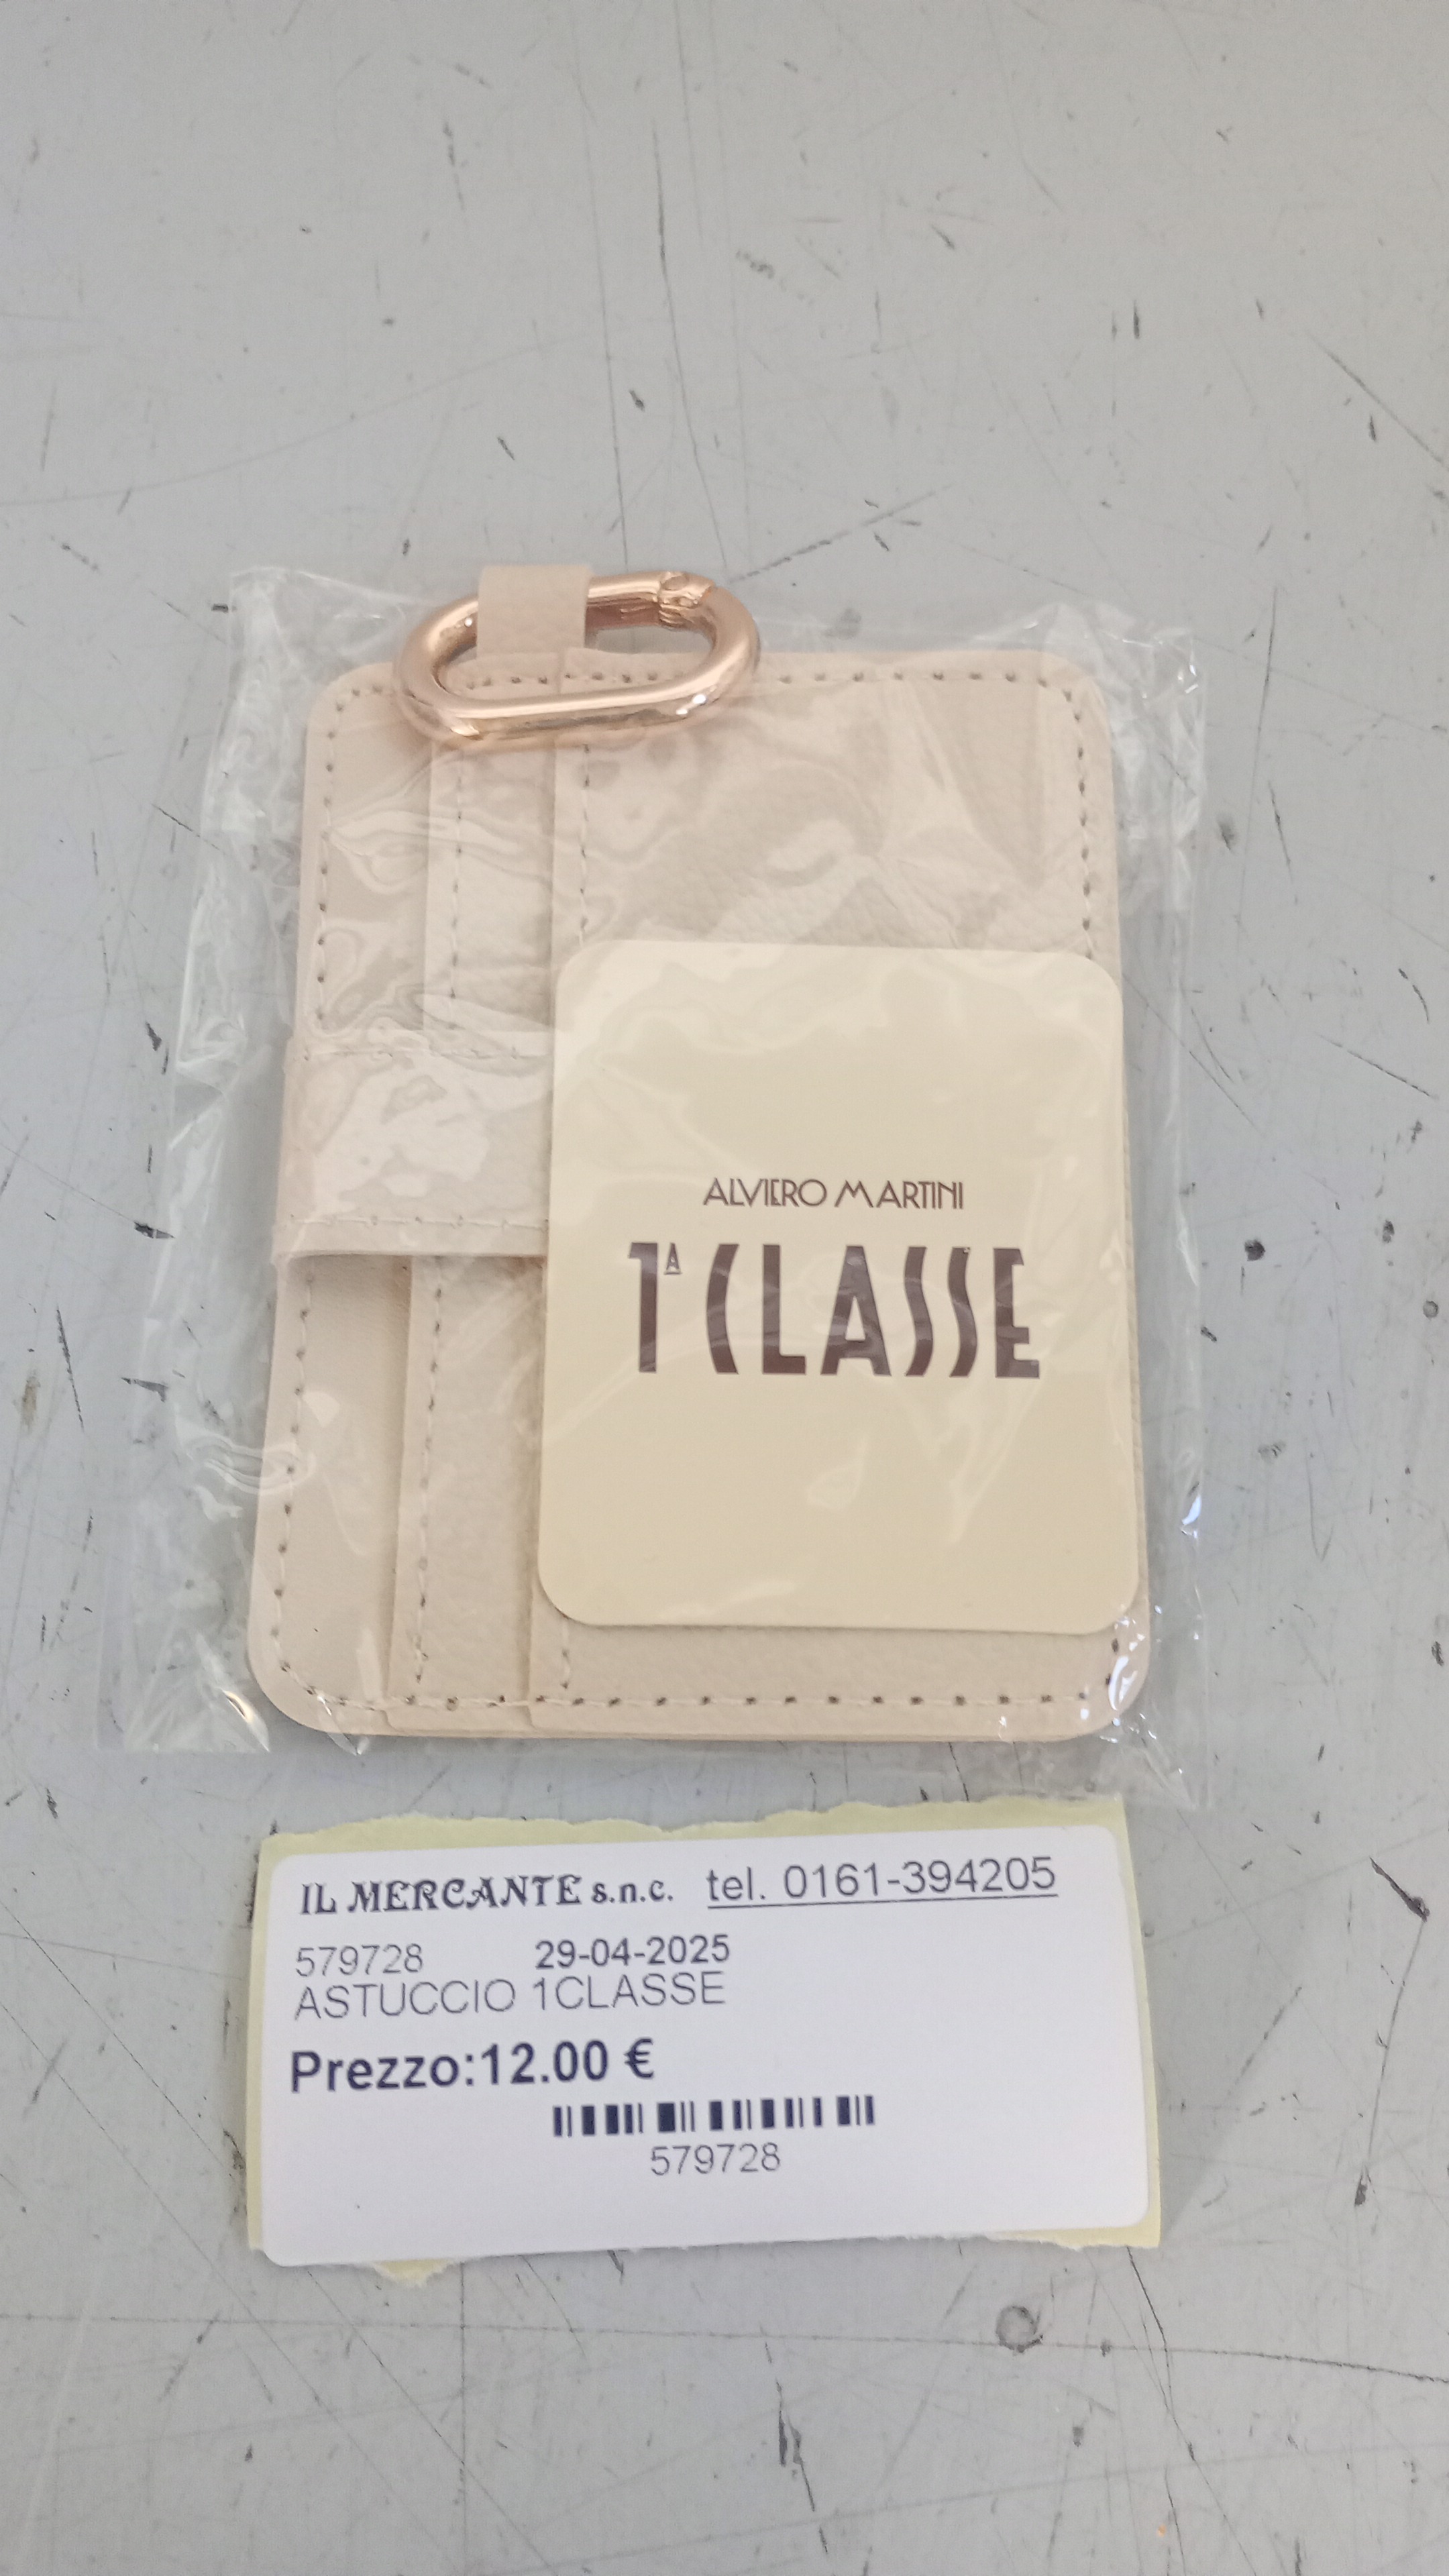 ALVIERO MARTINI
1ᴬ CLASSE
IL MERCANTE s.n.c. tel. 0161-394205
579728 29-04-2025
ASTUCCIO 1CLASSE
Prezzo:12.00 €
579728